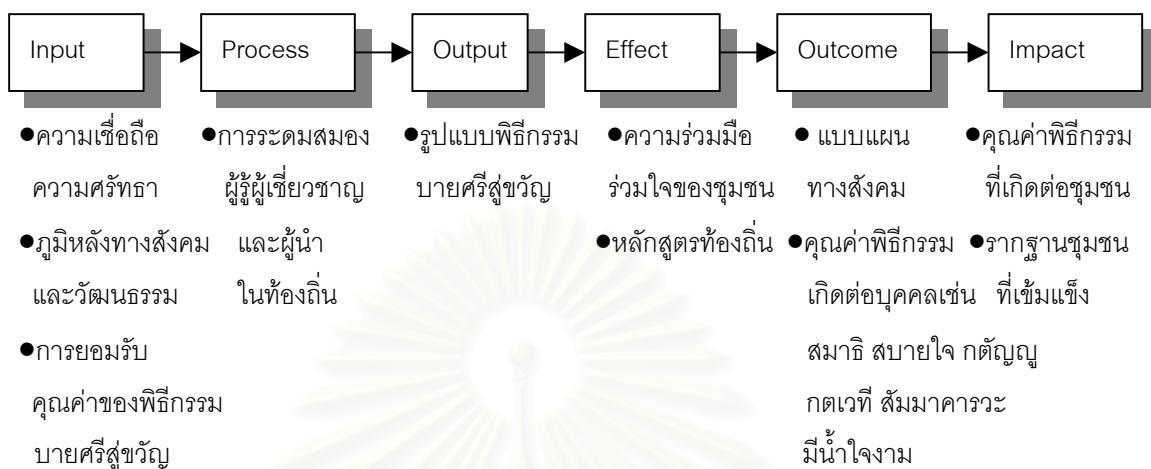 Input
Process
Output
Effect
Outcome
Impact
●ความเชื่อถือ
ความศรัทธา
●ภูมิหลังทางสังคม
และวัฒนธรรม
●การยอมรับ
คุณค่าของพิธีกรรม
บายศรีสู่ขวัญ
●การระดมสมอง
ผู้รู้ผู้เชี่ยวชาญ
และผู้นำ
ในท้องถิ่น
●รูปแบบพิธีกรรม
บายศรีสู่ขวัญ
●ความร่วมมือ
ร่วมใจของชุมชน
●หลักสูตรท้องถิ่น
● แบบแผน
ทางสังคม
●คุณค่าพิธีกรรม
เกิดต่อบุคคลเช่น
สมาธิ สบายใจ กตัญญู
กตเวที สัมมาคารวะ
มีน้ำใจงาม
●คุณค่าพิธีกรรม
ที่เกิดต่อชุมชน
●รากฐานชุมชน
ที่เข้มแข็ง